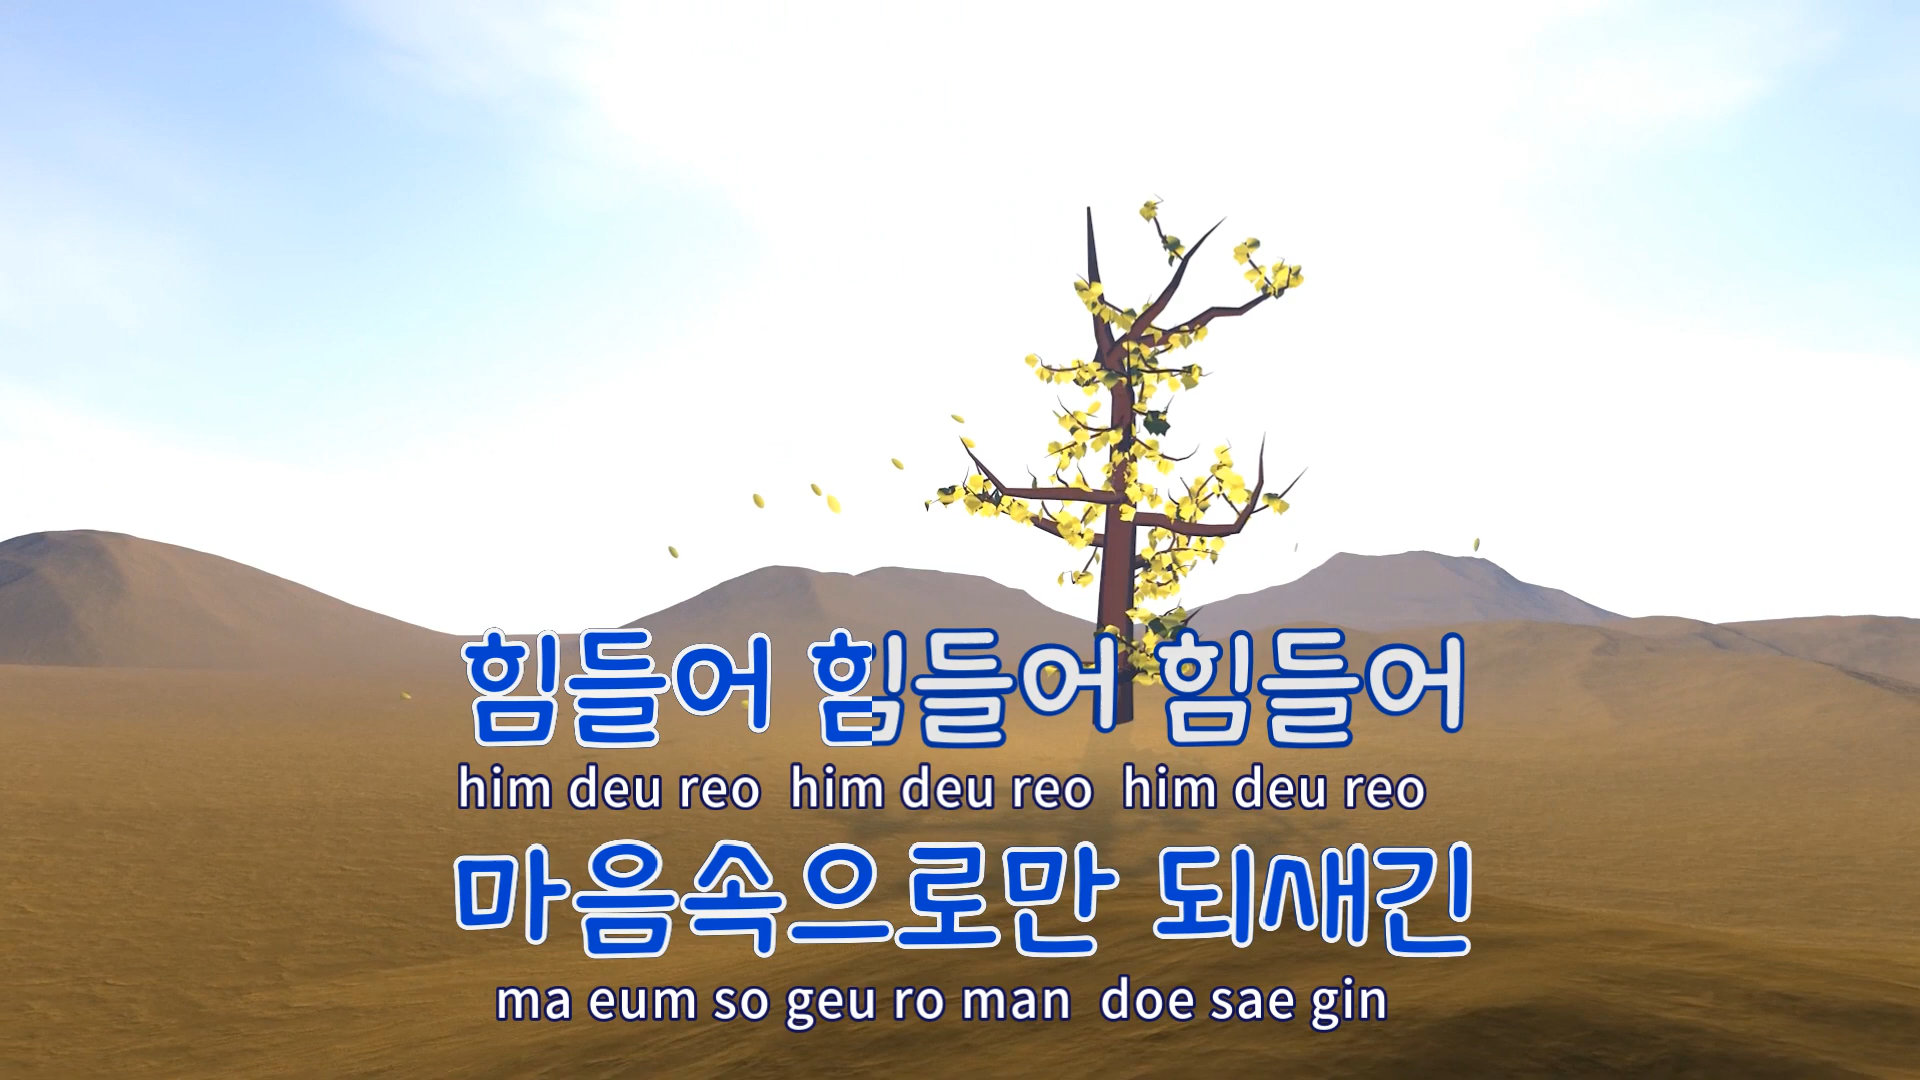 힘들어 힘들어 힘들어
him deu reo him deu reo him deu reo
마음속으로만 되새긴
ma eum so geu ro man doe sae gin